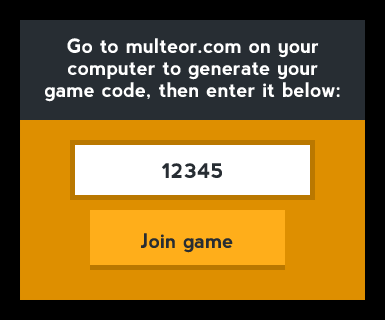 Go to multeor.com on your
computer to generate your
game code, then enter it below:
12345
Join game